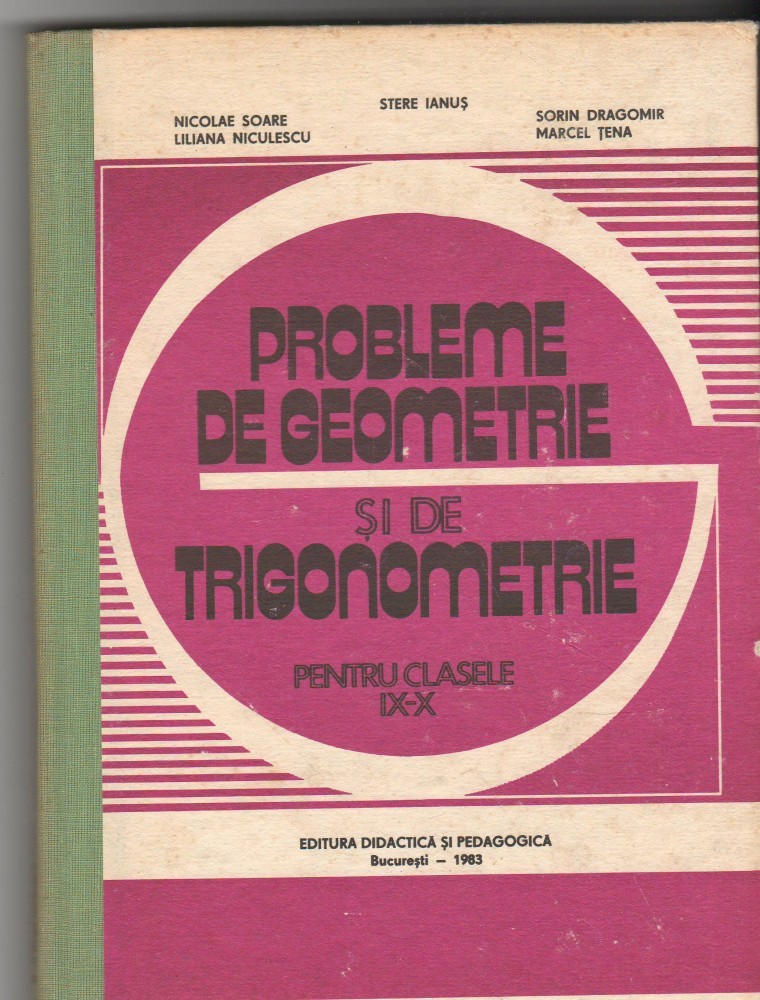 STERE IANUȘ
NICOLAE SOARE
LILIANA NICULESCU
SORIN DRAGOMIR
MARCEL ȚENA
PROBLEME
DE GEOMETRIE
ȘI DE
TRIGONOMETRIE
PENTRU CLASELE
IX-X
EDITURA DIDACTICĂ ȘI PEDAGOGICĂ
București – 1983